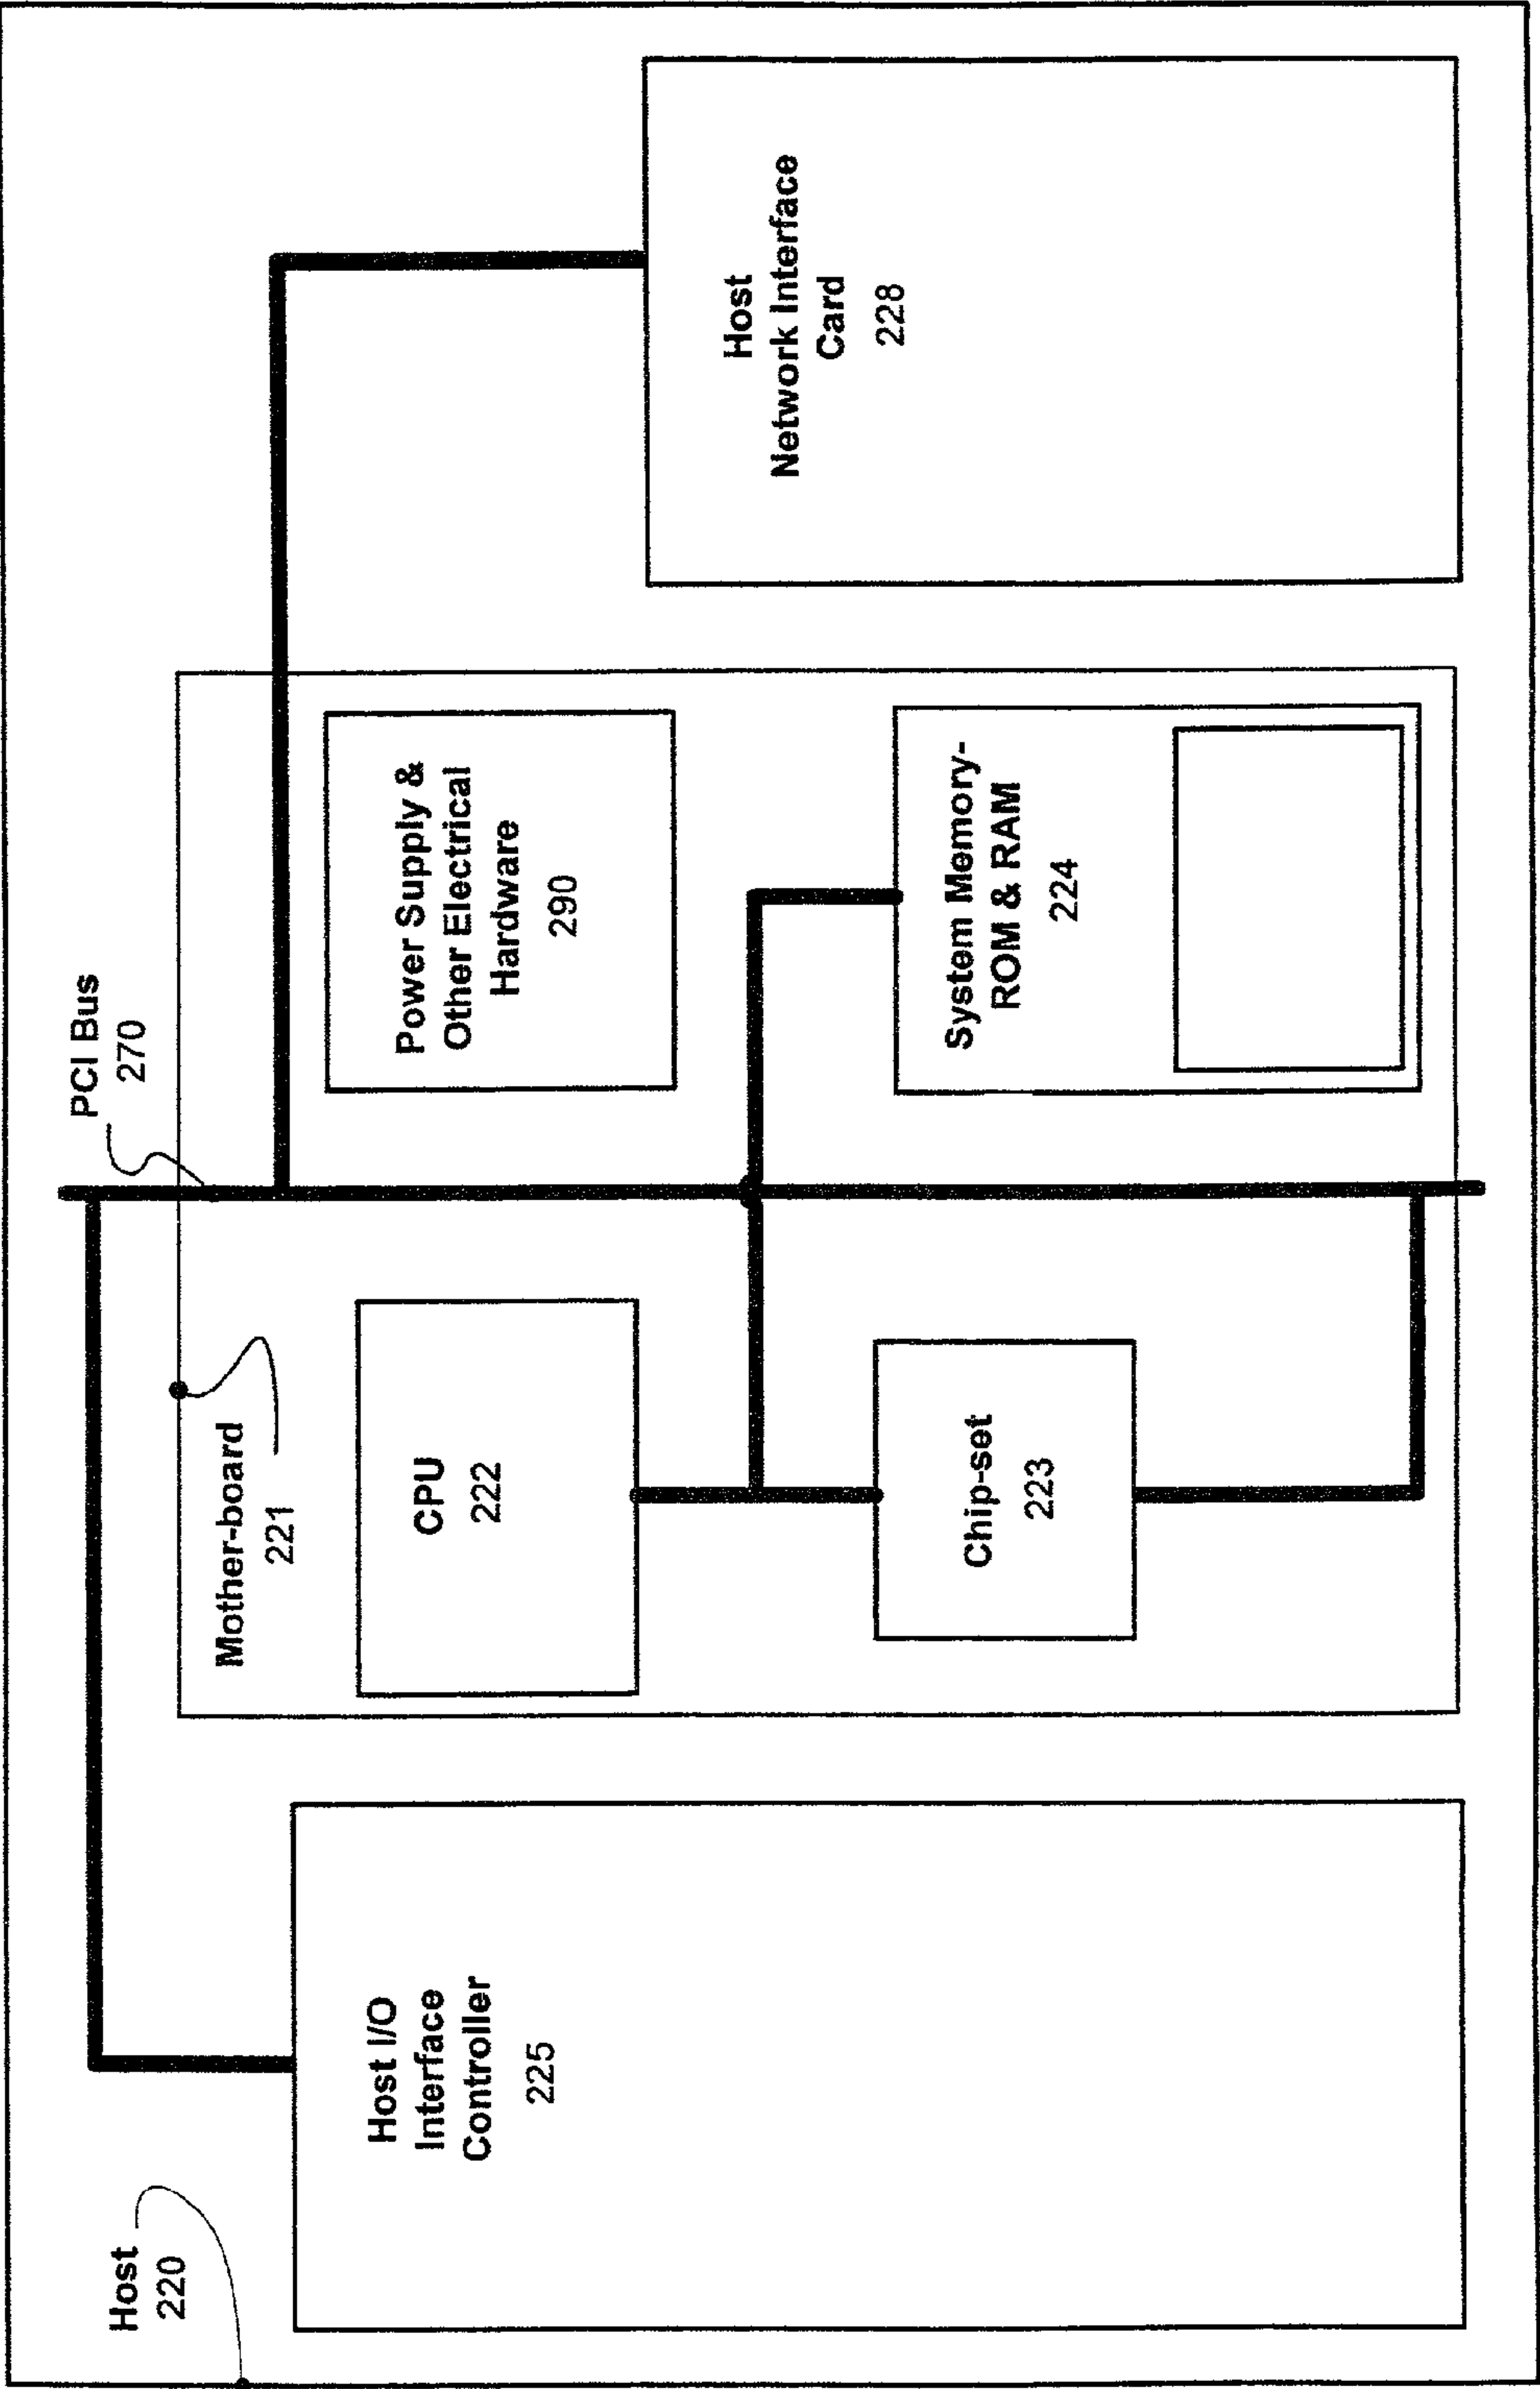 Host
220
Host I/O
Interface
Controller
225
Mother-board
221
CPU
222
Chip-set
223
PCI Bus
270
Power Supply &
Other Electrical
Hardware
290
System Memory-
ROM & RAM
224
Host
Network Interface
Card
228